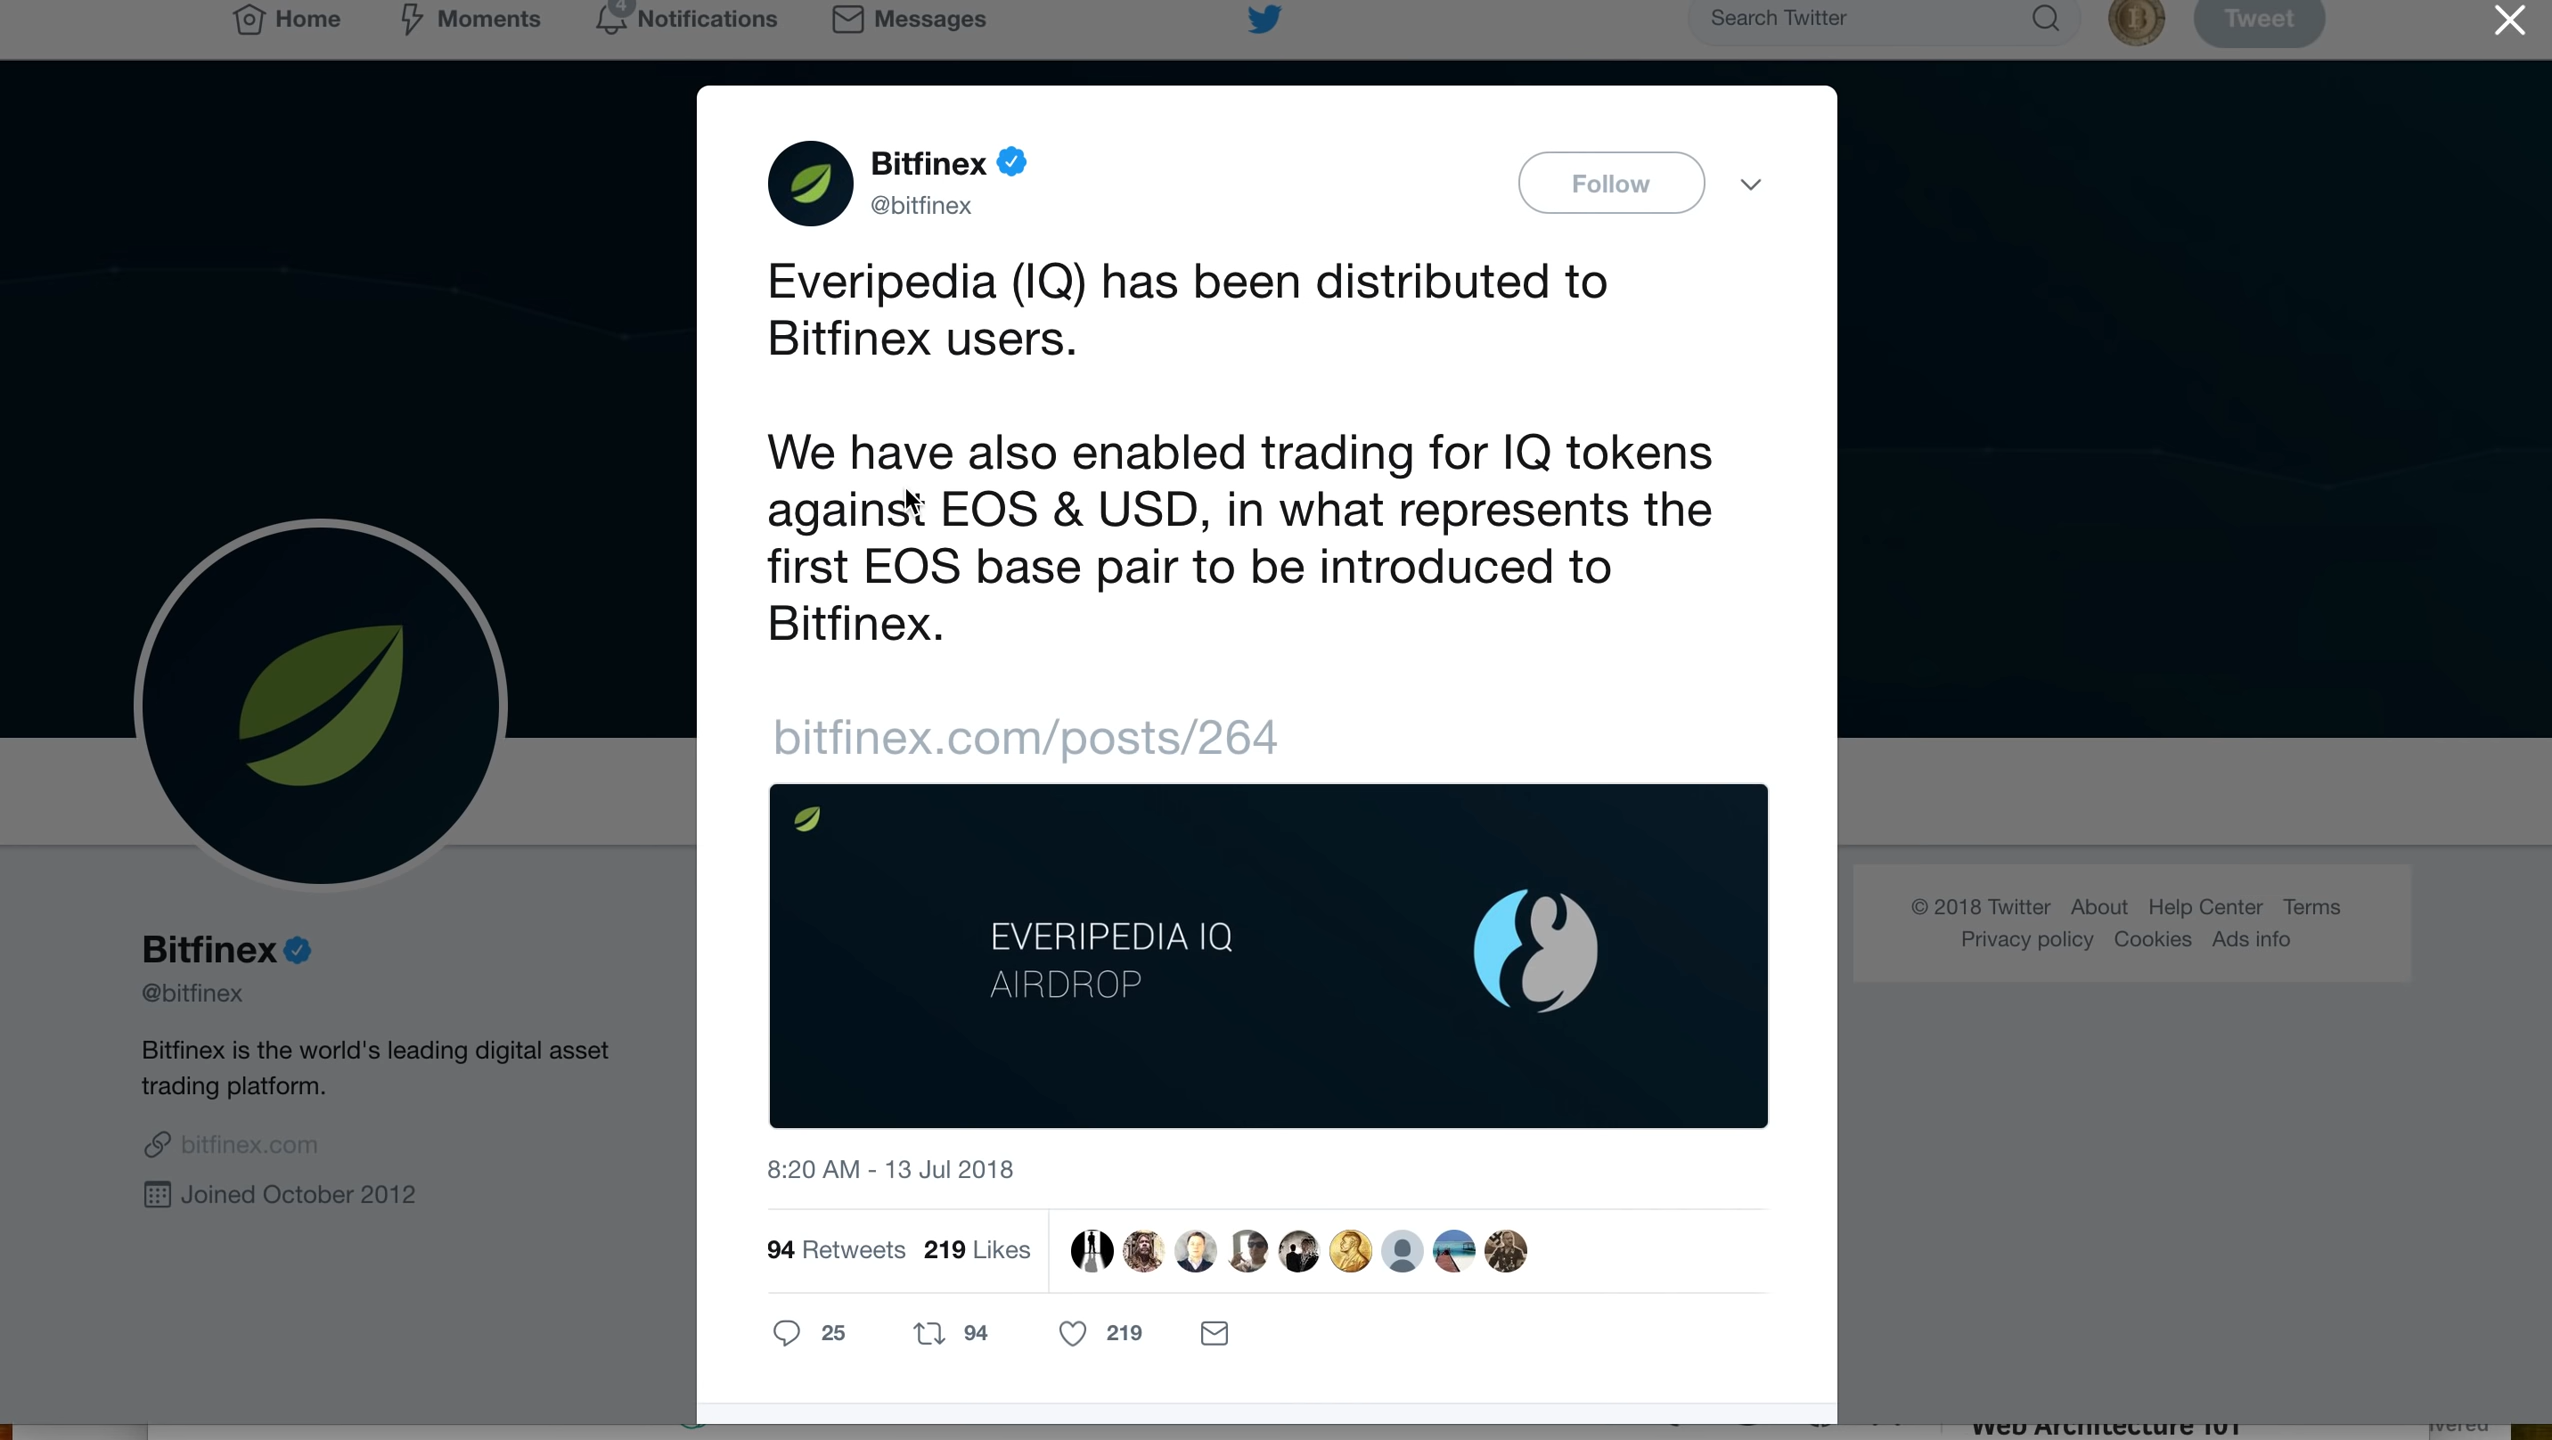 Home
Moments
4
Notifications
Messages
Search Twitter
Tweet
Bitfinex
@bitfinex
Follow
Everipedia (IQ) has been distributed to
Bitfinex users.
We have also enabled trading for IQ tokens
against EOS & USD, in what represents the
first EOS base pair to be introduced to
Bitfinex.
bitfinex.com/posts/264
EVERIPEDIA IQ
AIRDROP
8:20 AM - 13 Jul 2018
94 Retweets 219 Likes
25
94
219
Bitfinex
@bitfinex
Bitfinex is the world's leading digital asset
trading platform.
bitfinex.com
Joined October 2012
© 2018 Twitter About Help Center Terms
Privacy policy Cookies Ads info
Web Architecture 101